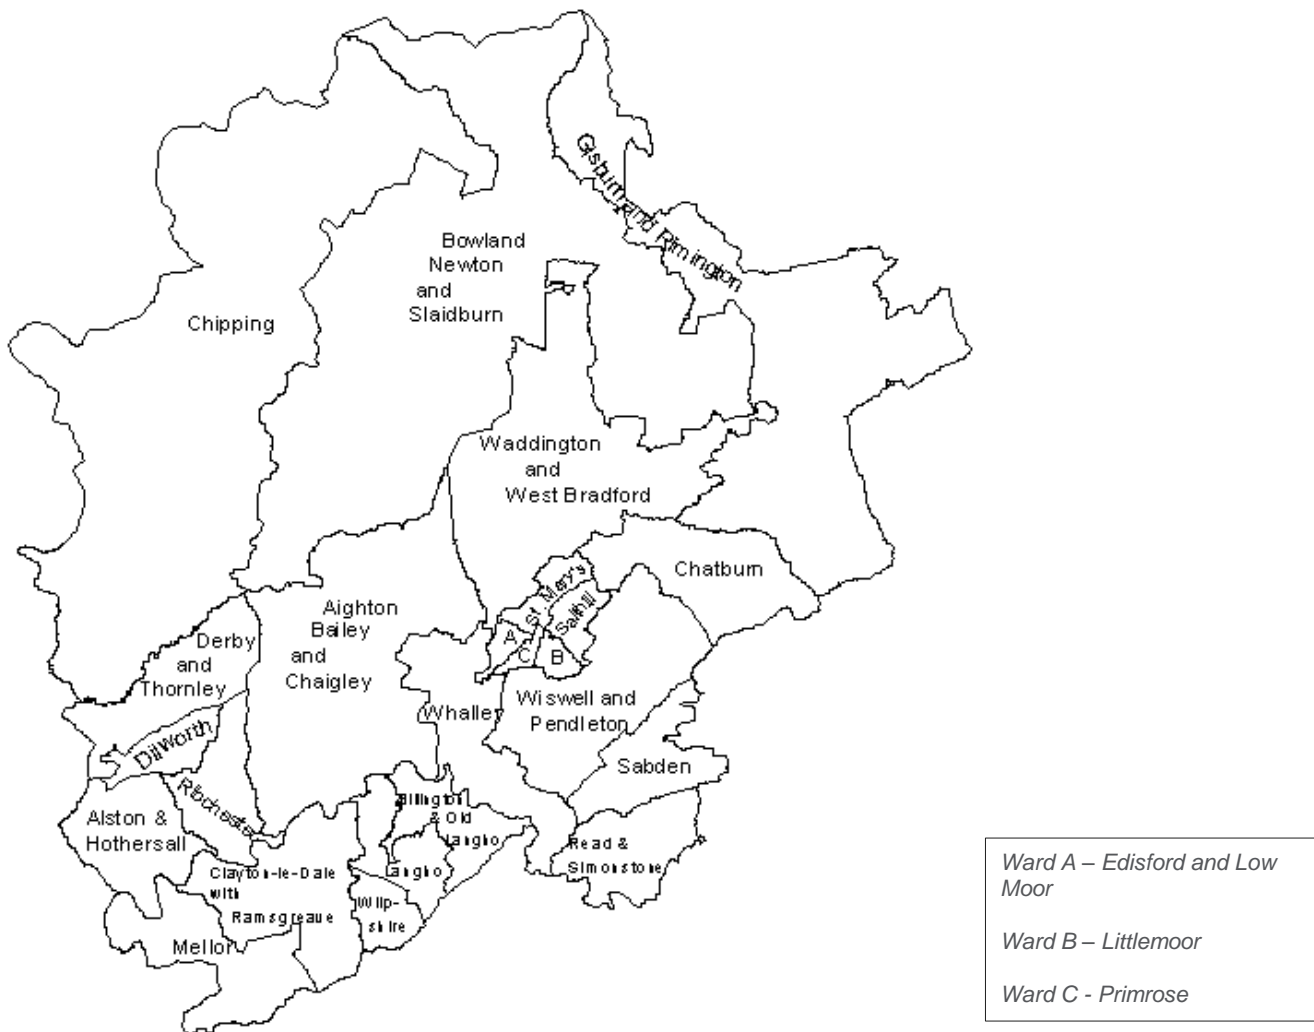 Gisburn and Rimington
Bowland
Newton
and
Slaidburn
Chipping
Waddington
and
West Bradford
Chatburn
St Mary's
Salthill
Aighton
Bailey
and
Chaigley
A
C
B
Derby
and
Thornley
Wiswell and
Pendleton
Whalley
Dilworth
Sabden
Ribchester
Alston &
Hothersall
Billington
& Old
Langho
Read &
Simonstone
Langho
Clayton-le-Dale
with
Ramsgreave
Wilp-
shire
Mellor
Ward A – Edisford and Low
Moor
Ward B – Littlemoor
Ward C - Primrose